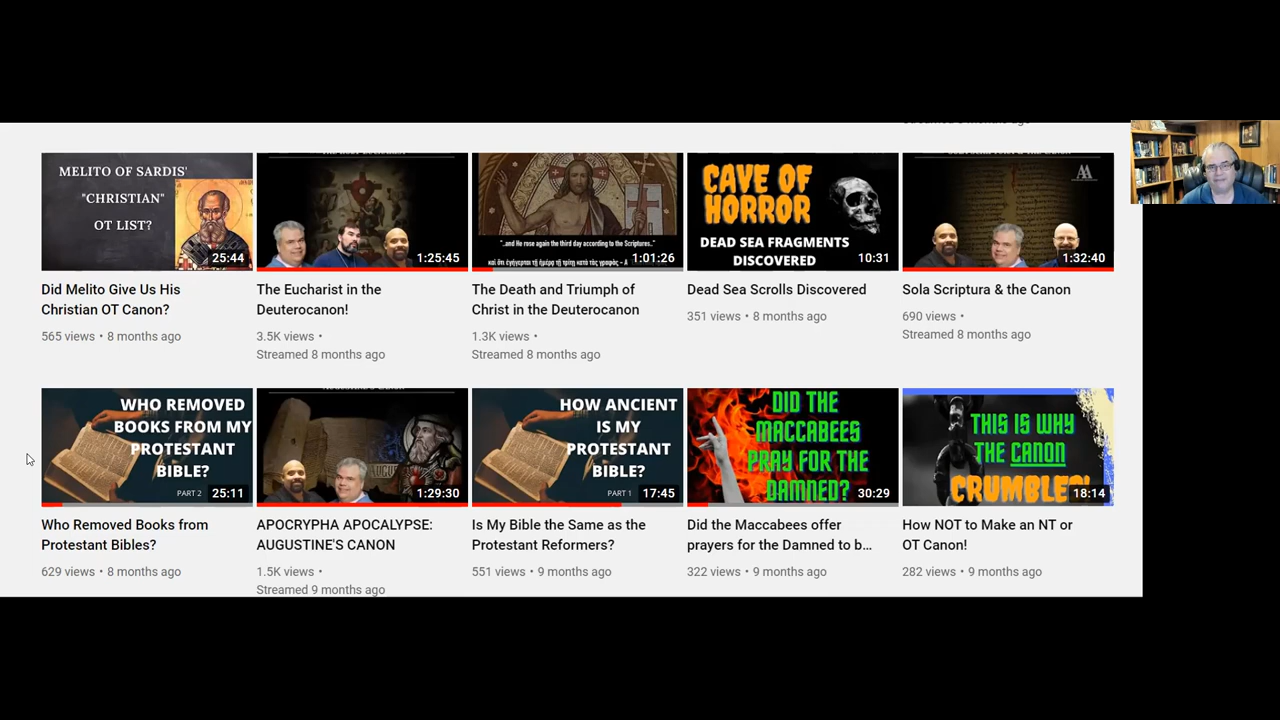 MELITO OF SARDIS'
"CHRISTIAN"
OT LIST?
25:44
1:25:45
"..and He rose again the third day according to the Scriptures.."
1:01:26
CAVE OF
HORROR
DEAD SEA FRAGMENTS
DISCOVERED
10:31
1:32:40
Did Melito Give Us His
Christian OT Canon?
565 views • 8 months ago
The Eucharist in the
Deuterocanon!
3.5K views •
Streamed 8 months ago
The Death and Triumph of
Christ in the Deuterocanon
1.3K views •
Streamed 8 months ago
Dead Sea Scrolls Discovered
351 views • 8 months ago
Sola Scriptura & the Canon
690 views •
Streamed 8 months ago
WHO REMOVED
BOOKS FROM MY
PROTESTANT
BIBLE?
PART 2
25:11
1:29:30
HOW ANCIENT
IS MY
PROTESTANT
BIBLE?
PART 1
17:45
DID THE
MACCABEES
PRAY FOR THE
DAMNED?
30:29
THIS IS WHY
THE CANON
18:14
Who Removed Books from
Protestant Bibles?
629 views • 8 months ago
APOCRYPHA APOCALYPSE:
AUGUSTINE'S CANON
1.5K views •
Streamed 9 months ago
Is My Bible the Same as the
Protestant Reformers?
551 views • 9 months ago
Did the Maccabees offer
prayers for the Damned to b...
322 views • 9 months ago
How NOT to Make an NT or
OT Canon!
282 views • 9 months ago